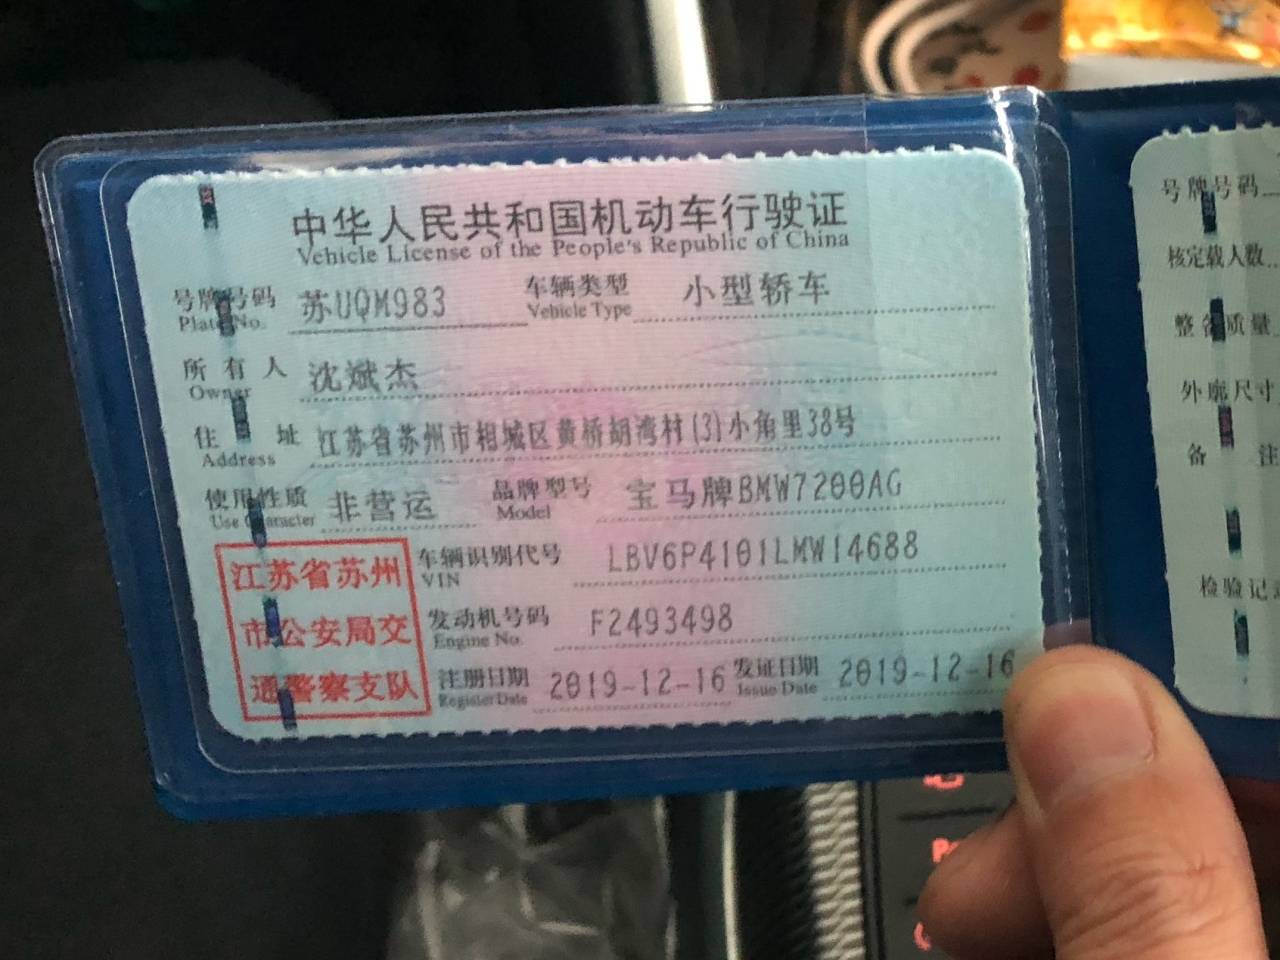 中华人民共和国机动车行驶证
Vehicle License of the People's Republic of China
号牌号码 苏UQM983 车辆类型 小型轿车
Plate No. Vehicle Type
所有人 沈斌杰
Owner
住址 江苏省苏州市相城区黄桥胡湾村(3)小角里38号
Address
使用性质 非营运 品牌型号 宝马牌BMW7200AG
Use Character Model
江苏省苏州
市公安局交
通警察支队
车辆识别代号 LBV6P4101LMW14688
VIN
发动机号码 F2493498
Engine No.
注册日期 2019-12-16 发证日期 2019-12-16
Register Date Issue Date
号牌号码
核定载人数
整备质量
外廓尺寸
备注
检验记